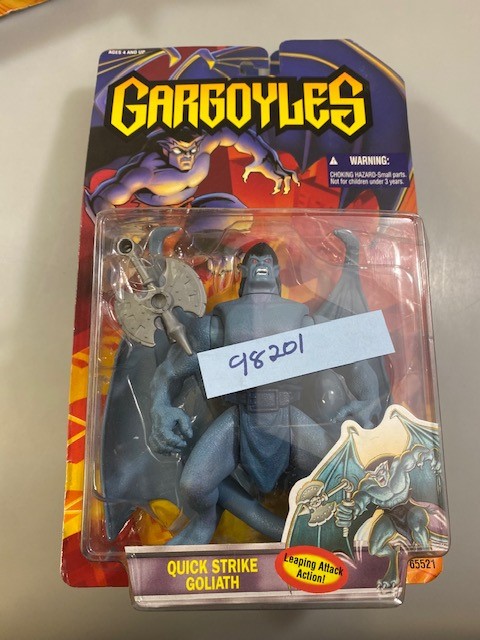 AGES 4 AND UP
GARGOYLES
WARNING:
CHOKING HAZARD-Small parts.
Not for children under 3 years.
98201
QUICK STRIKE
GOLIATH
Leaping Attack
Action!
65521